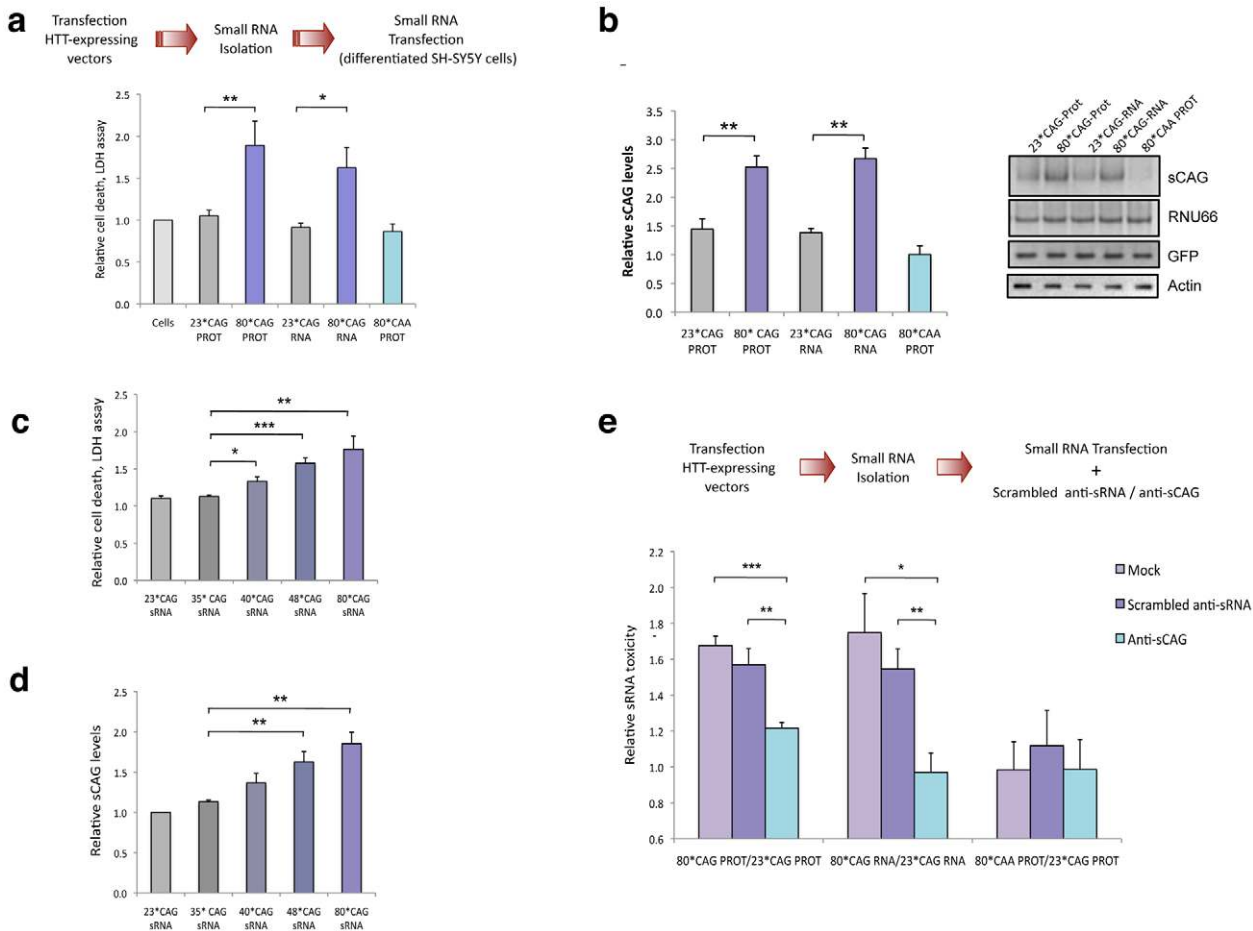 a
Transfection
HTT-expressing
vectors
Small RNA
Isolation
Small RNA
Transfection
(differentiated SH-SY5Y cells)
Relative cell death, LDH assay
2.5
2.0
1.5
1.0
0.5
0.0
**
*
Cells
23*CAG
PROT
80*CAG
PROT
23*CAG
RNA
80*CAG
RNA
80*CAA
PROT
b
Relative sCAG levels
3.5
3.0
2.5
2.0
1.5
1.0
0.5
0.0
**
**
23*CAG
PROT
80* CAG
PROT
23*CAG
RNA
80*CAG
RNA
80*CAA
PROT
23*CAG-Prot
80*CAG-Prot
23*CAG-RNA
80*CAG-RNA
80*CAA PROT
sCAG
RNU66
GFP
Actin
c
Relative cell death, LDH assay
2.5
2.0
1.5
1.0
0.5
0.0
**
***
*
23*CAG
sRNA
35* CAG
sRNA
40*CAG
sRNA
48*CAG
sRNA
80*CAG
sRNA
d
Relative sCAG levels
2.5
2.0
1.5
1.0
0.5
0.0
**
**
23*CAG
sRNA
35* CAG
sRNA
40*CAG
sRNA
48*CAG
sRNA
80*CAG
sRNA
e
Transfection
HTT-expressing
vectors
Small RNA
Isolation
Small RNA Transfection
+
Scrambled anti-sRNA / anti-sCAG
Relative sRNA toxicity
2.2
2.0
1.8
1.6
1.4
1.2
1.0
0.8
0.6
***
**
*
**
Mock
Scrambled anti-sRNA
Anti-sCAG
80*CAG PROT/23*CAG PROT
80*CAG RNA/23*CAG RNA
80*CAA PROT/23*CAG PROT